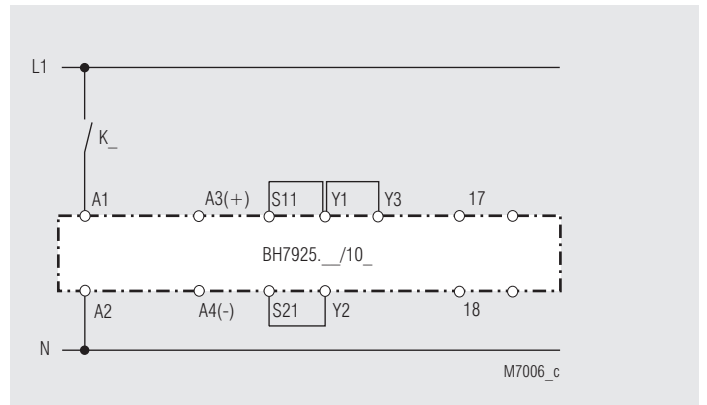 L1
K_
A1 A3(+) S11 Y1 Y3 17
BH7925.__/10_
A2 A4(-) S21 Y2 18
N
M7006_c